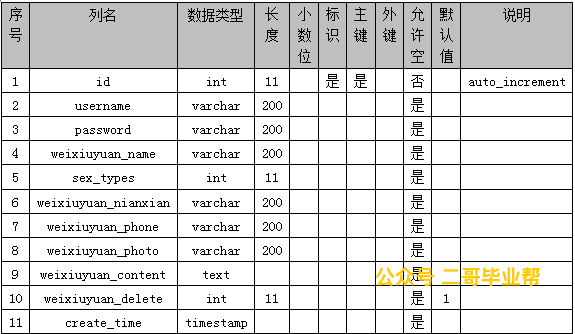 序号 列名 数据类型 长度 小数位 标识 主键 外键 允许空 默认值 说明
1 id int 11 是 是 否 auto_increment
2 username varchar 200 是
3 password varchar 200 是
4 weixiuyuan_name varchar 200 是
5 sex_types int 11 是
6 weixiuyuan_nianxian varchar 200 是
7 weixiuyuan_phone varchar 200 是
8 weixiuyuan_photo varchar 200 是
9 weixiuyuan_content text 是
公众号 二哥毕业帮
10 weixiuyuan_delete int 11 是 1
11 create_time timestamp 是